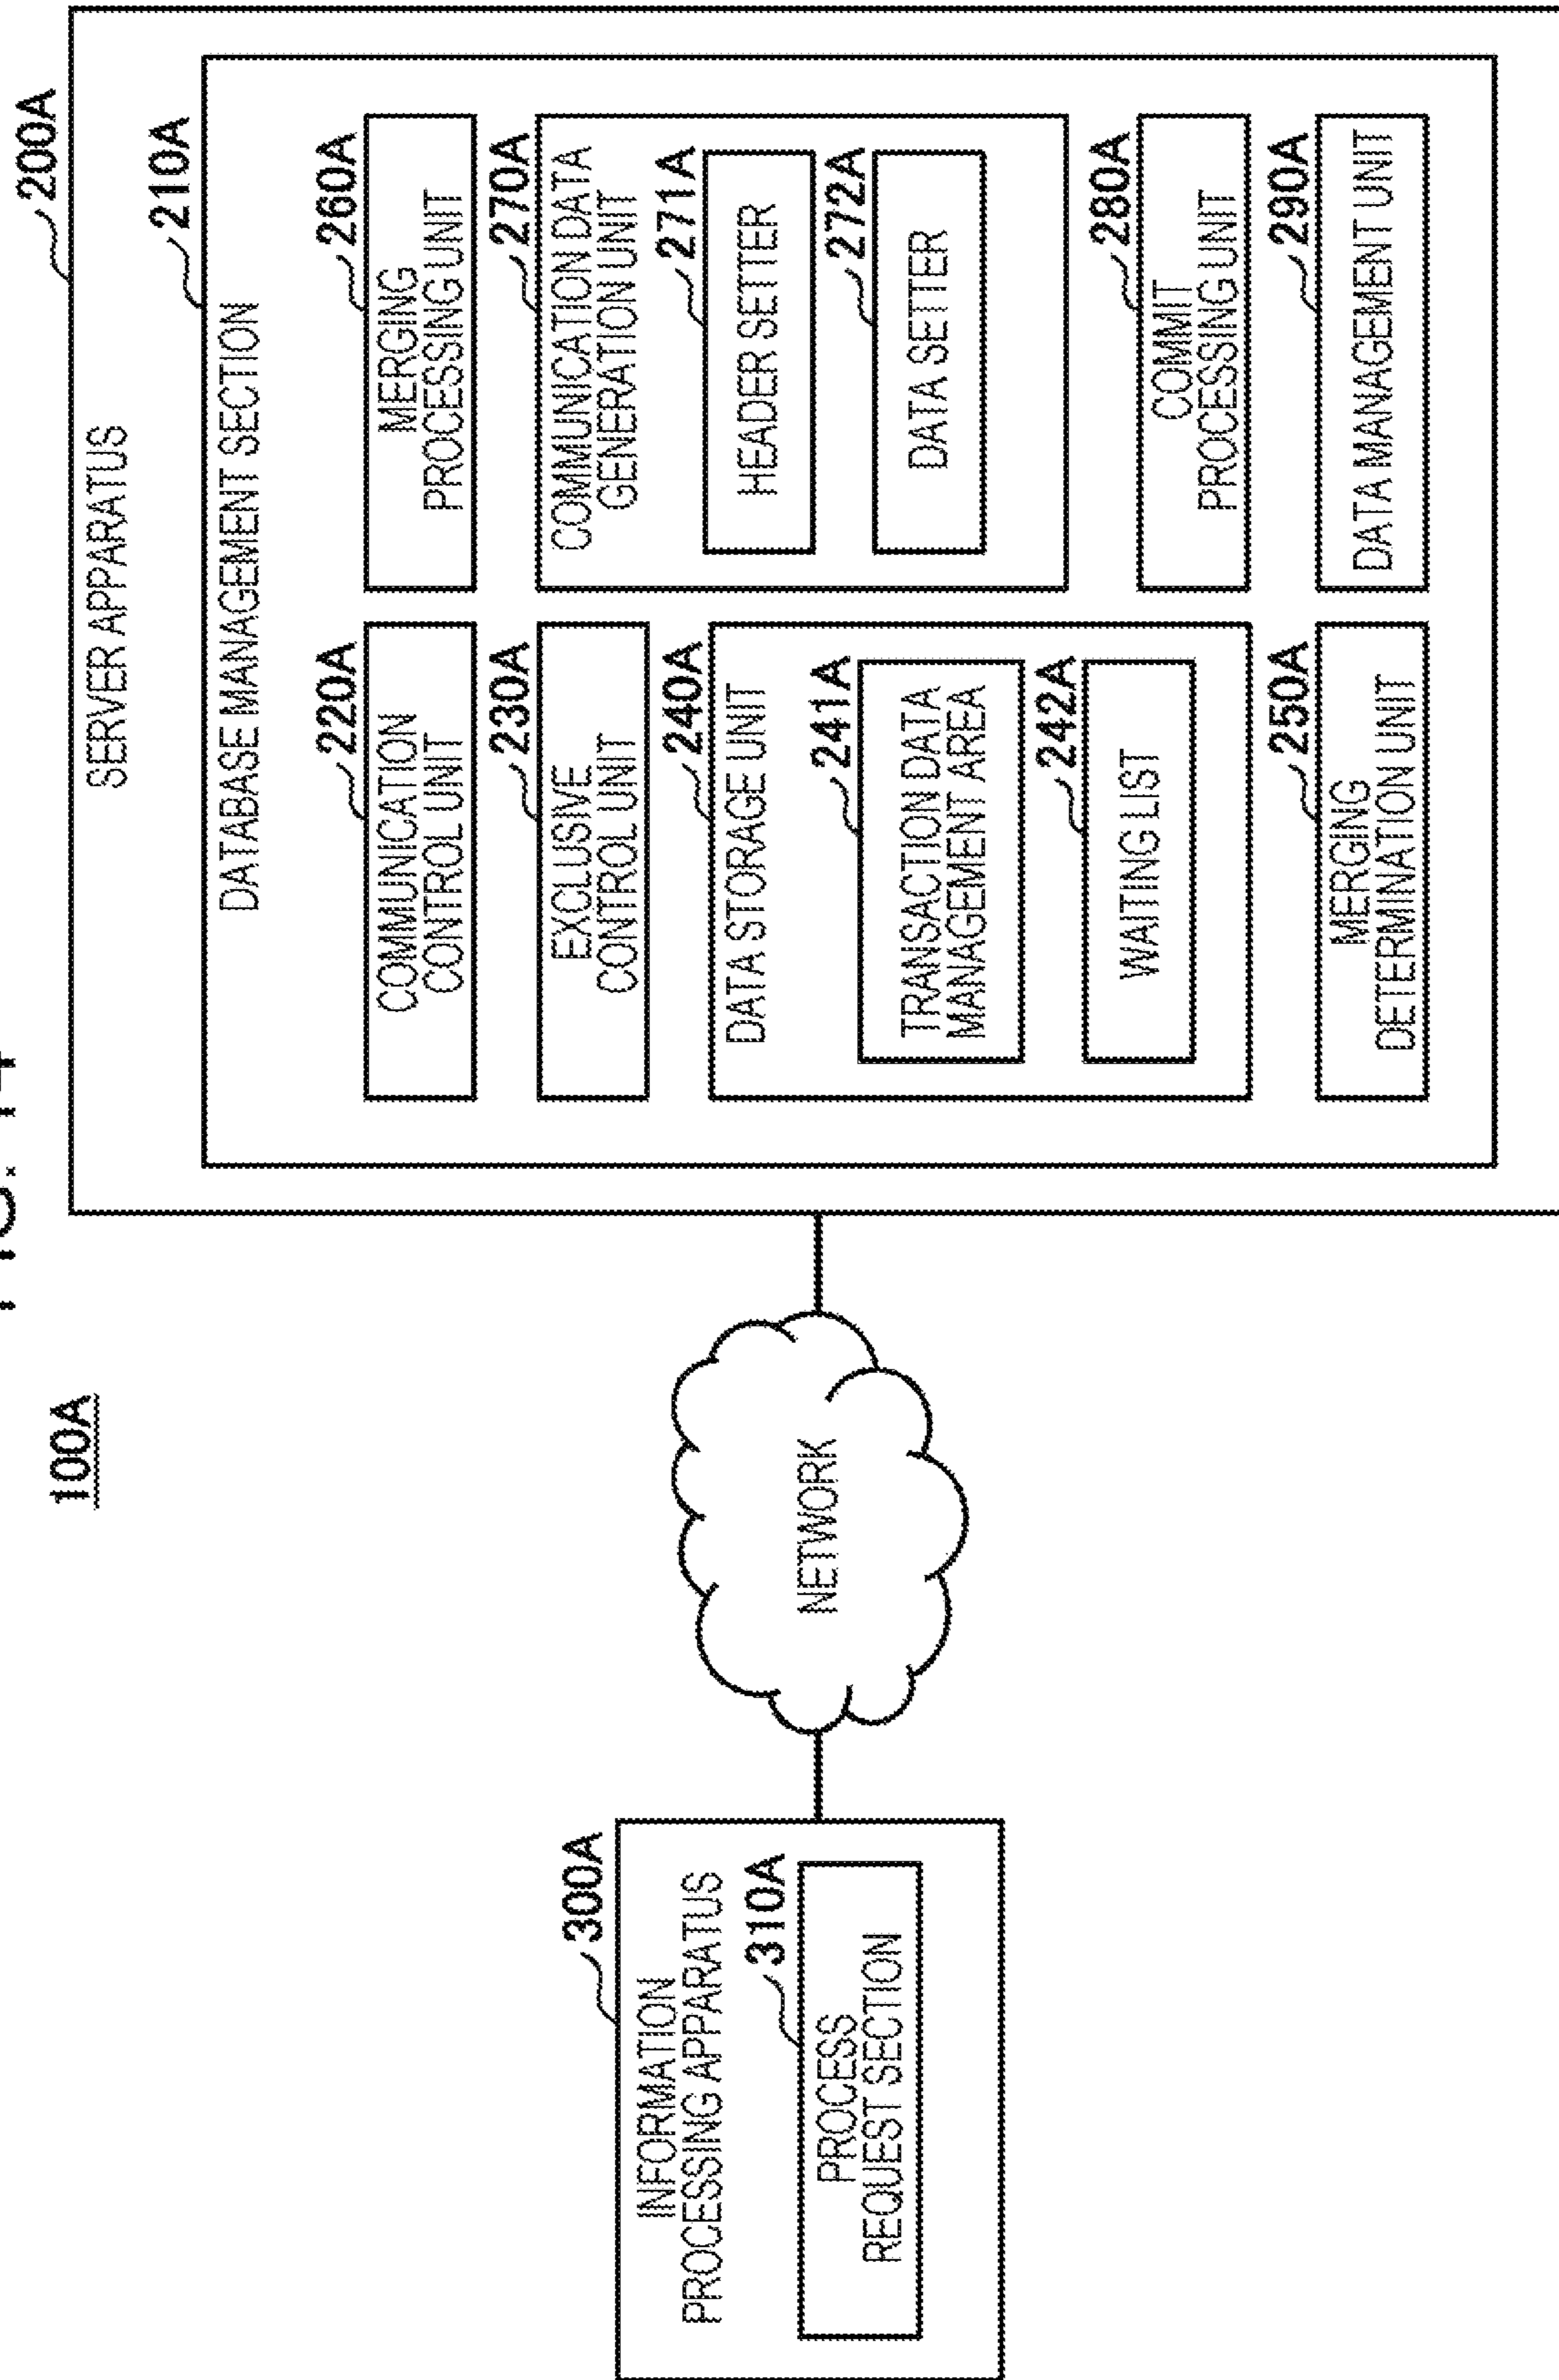 100A
300A
INFORMATION
PROCESSING APPARATUS
310A
PROCESS
REQUEST SECTION
NETWORK
200A
SERVER APPARATUS
210A
DATABASE MANAGEMENT SECTION
220A
COMMUNICATION
CONTROL UNIT
230A
EXCLUSIVE
CONTROL UNIT
240A
DATA STORAGE UNIT
241A
TRANSACTION DATA
MANAGEMENT AREA
242A
WAITING LIST
250A
MERGING
DETERMINATION UNIT
260A
MERGING
PROCESSING UNIT
270A
COMMUNICATION DATA
GENERATION UNIT
271A
HEADER SETTER
272A
DATA SETTER
280A
COMMIT
PROCESSING UNIT
290A
DATA MANAGEMENT UNIT